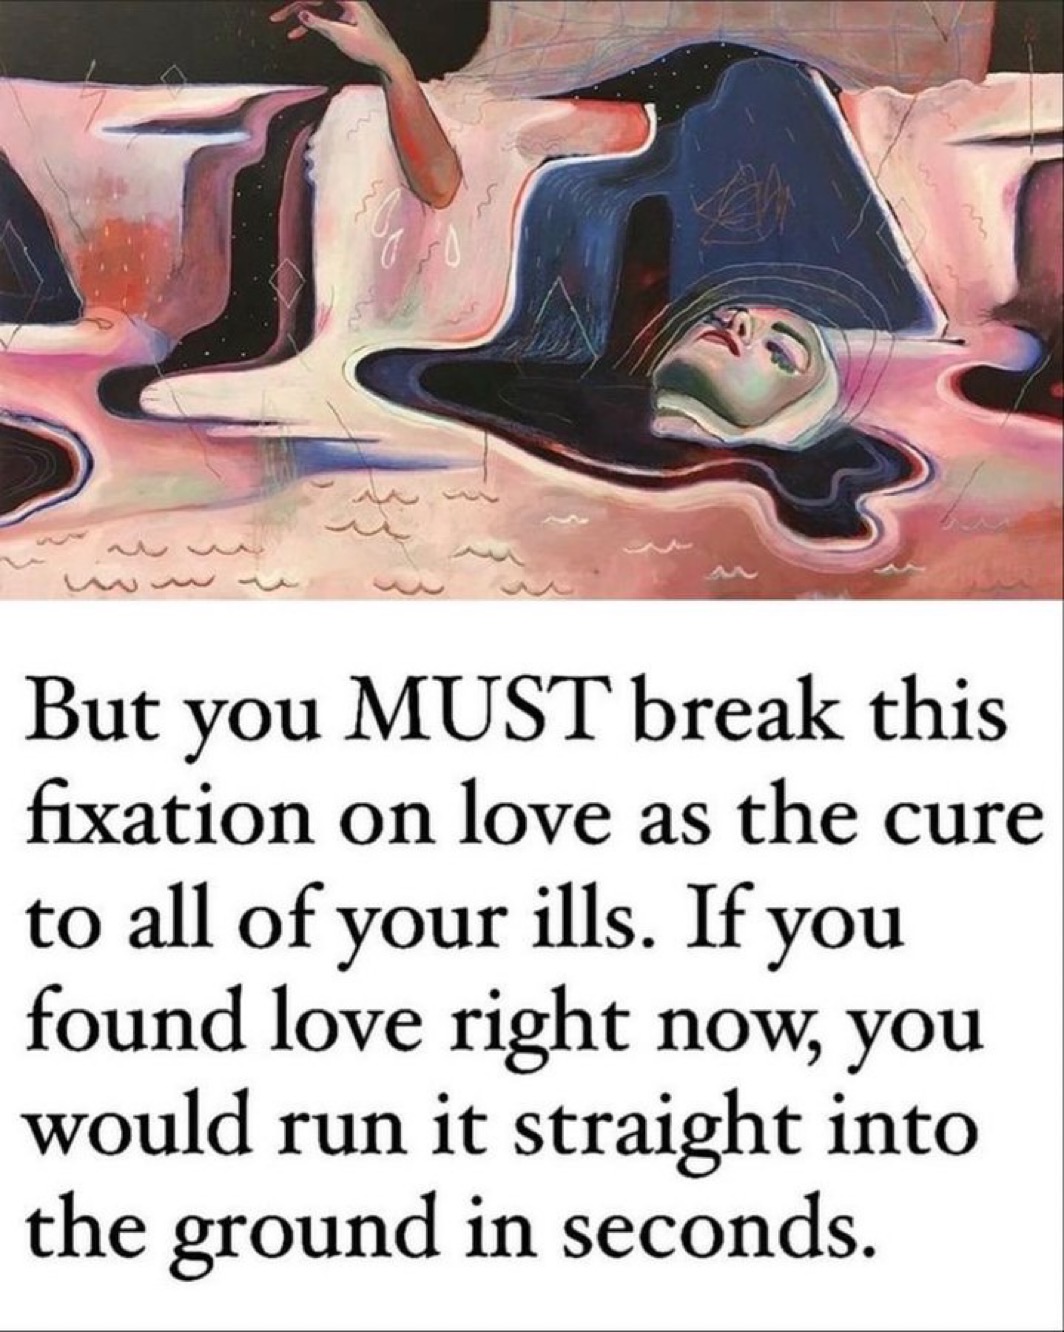 But you MUST break this
fixation on love as the cure
to all of your ills. If you
found love right now, you
would run it straight into
the ground in seconds.